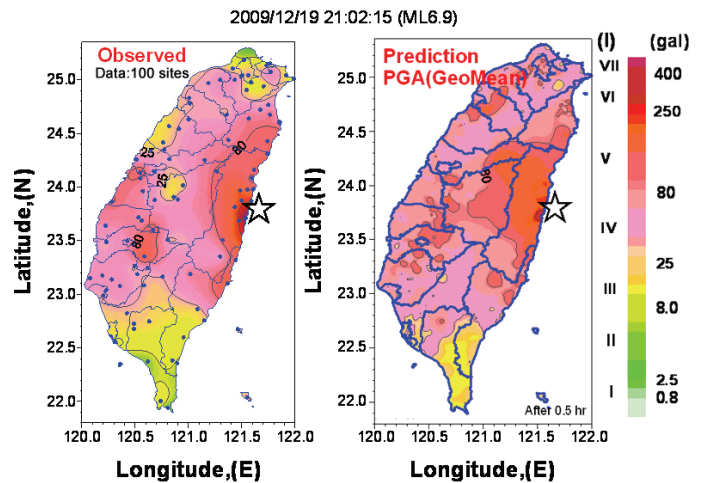 2009/12/19 21:02:15 (ML6.9)
Observed
Data:100 sites
25
25
80
80
Latitude,(N)
25.0
24.5
24.0
23.5
23.0
22.5
22.0
120.0 120.5 121.0 121.5 122.0
Longitude,(E)
Prediction
PGA(GeoMean)
80
After 0.5 hr
Latitude,(N)
25.0
24.5
24.0
23.5
23.0
22.5
22.0
120.0 120.5 121.0 121.5 122.0
Longitude,(E)
(I) (gal)
VII 400
VI 250
V
80
IV
25
III
8.0
II
2.5
I 0.8